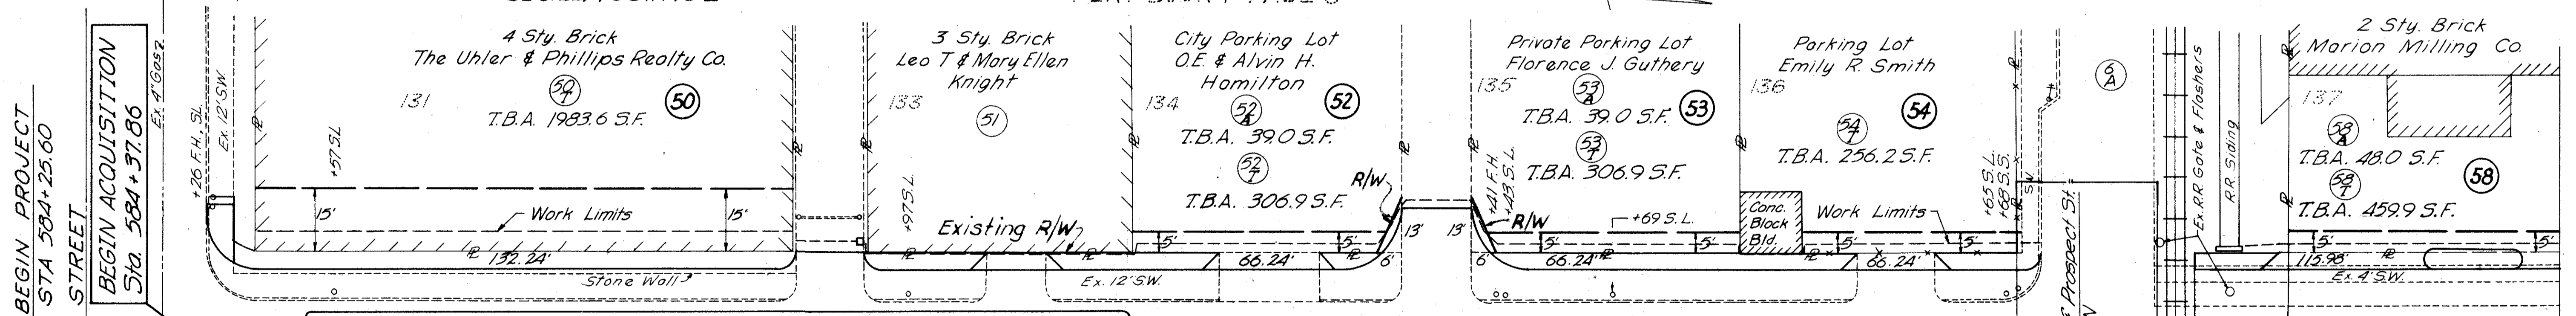 BEGIN PROJECT
STA 584+25.60
STREET
BEGIN ACQUISITION
Sta. 584+37.86
Ex. 4" Gas
+26 F.H., SL
Ex. 12' S.W.
4 Sty. Brick
The Uhler & Phillips Realty Co.
131
50
T
50
T.B.A. 1983.6 S.F.
+57 S.L
15'
Work Limits
15'
132.24'
Stone Wall
3 Sty. Brick
Leo T & Mary Ellen
Knight
133
51
+97 S.L.
Existing R/W
Ex. 12' S.W.
City Parking Lot
O.E. & Alvin H.
Hamilton
134
52
A
52
T.B.A. 39.0 S.F.
52
T
T.B.A. 306.9 S.F.
R/W
5'
5'
66.24'
6'
13'
13'
6'
Private Parking Lot
Florence J. Guthery
135
53
A
53
T.B.A. 39.0 S.F.
53
T
T.B.A. 306.9 S.F.
+41 F.H.
+43 S.L.
R/W
+69 S.L.
5'
5'
66.24'
Parking Lot
Emily R. Smith
136
54
T
54
T.B.A. 256.2 S.F.
Conc.
Block
Bld.
Work Limits
5'
5'
66.24'
+65 S.L.
+68 S.S.
S.W.
6
A
Prospect St.
Ex. R.R. Gate & Flashers
R.R. Siding
2 Sty. Brick
Marion Milling Co.
137
58
A
T.B.A. 48.0 S.F.
58
T
58
T.B.A. 459.9 S.F.
5'
5'
115.98'
Ex. 4' S.W.